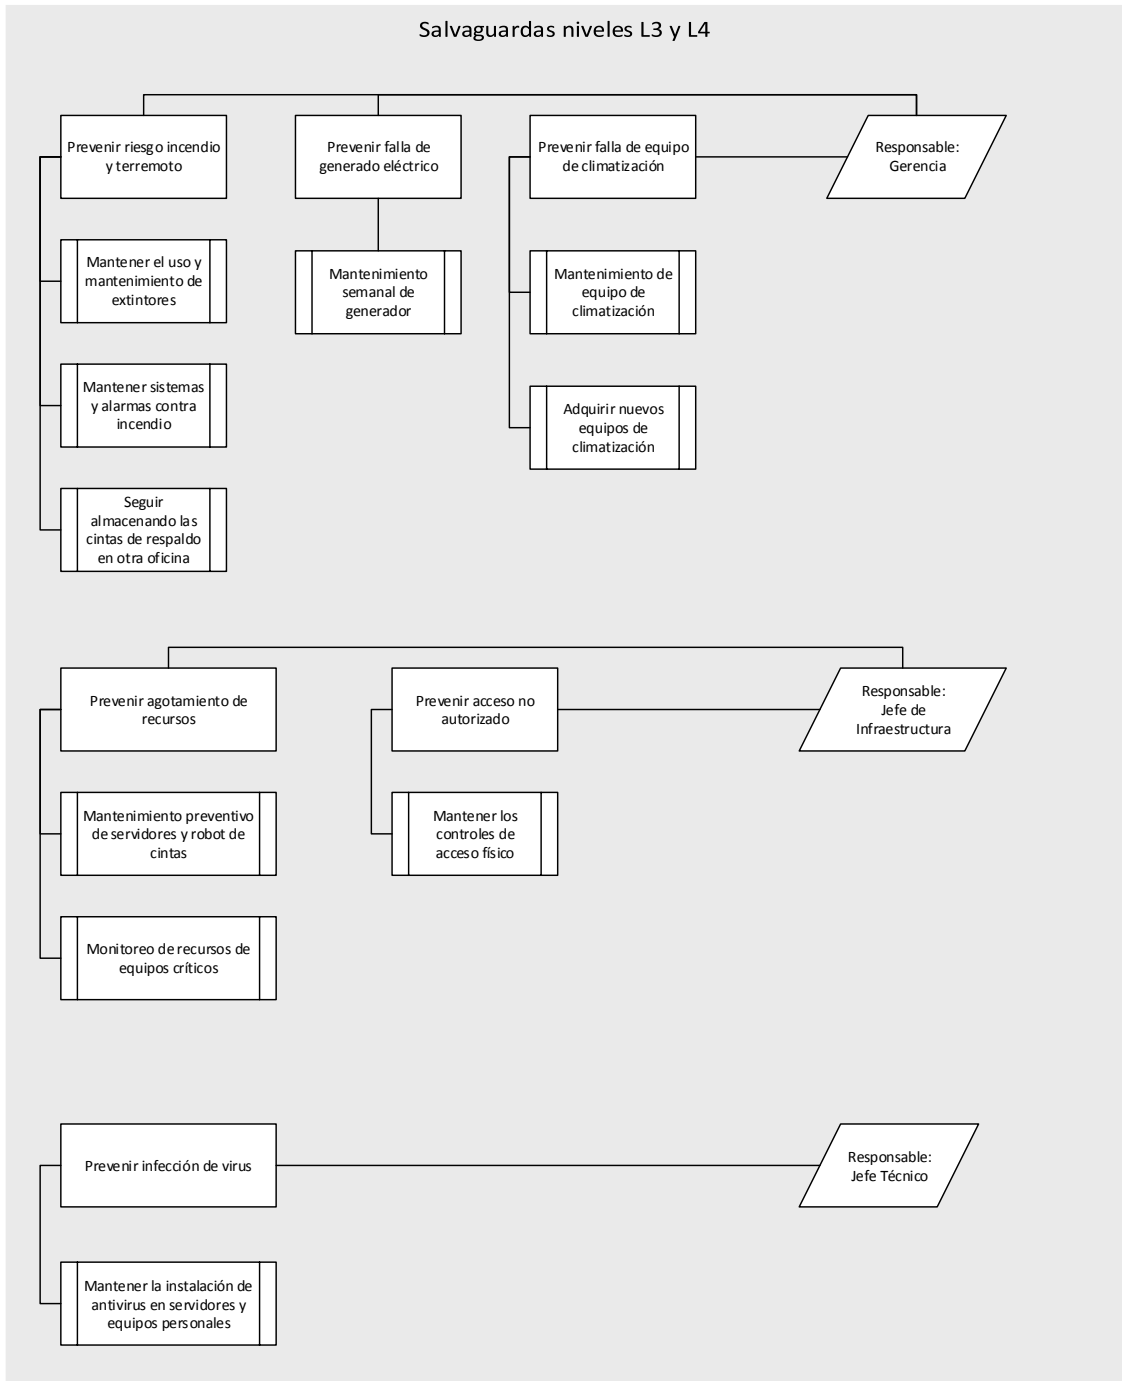 Salvaguardas niveles L3 y L4
Prevenir riesgo incendio
y terremoto
Prevenir falla de
generado eléctrico
Prevenir falla de equipo
de climatización
Responsable:
Gerencia
Mantener el uso y
mantenimiento de
extintores
Mantenimiento
semanal de
generador
Mantenimiento de
equipo de
climatización
Mantener sistemas
y alarmas contra
incendio
Adquirir nuevos
equipos de
climatización
Seguir
almacenando las
cintas de respaldo
en otra oficina
Prevenir agotamiento de
recursos
Prevenir acceso no
autorizado
Responsable:
Jefe de
Infraestructura
Mantenimiento preventivo
de servidores y robot de
cintas
Mantener los
controles de
acceso físico
Monitoreo de recursos de
equipos críticos
Prevenir infección de virus
Responsable:
Jefe Técnico
Mantener la instalación de
antivirus en servidores y
equipos personales